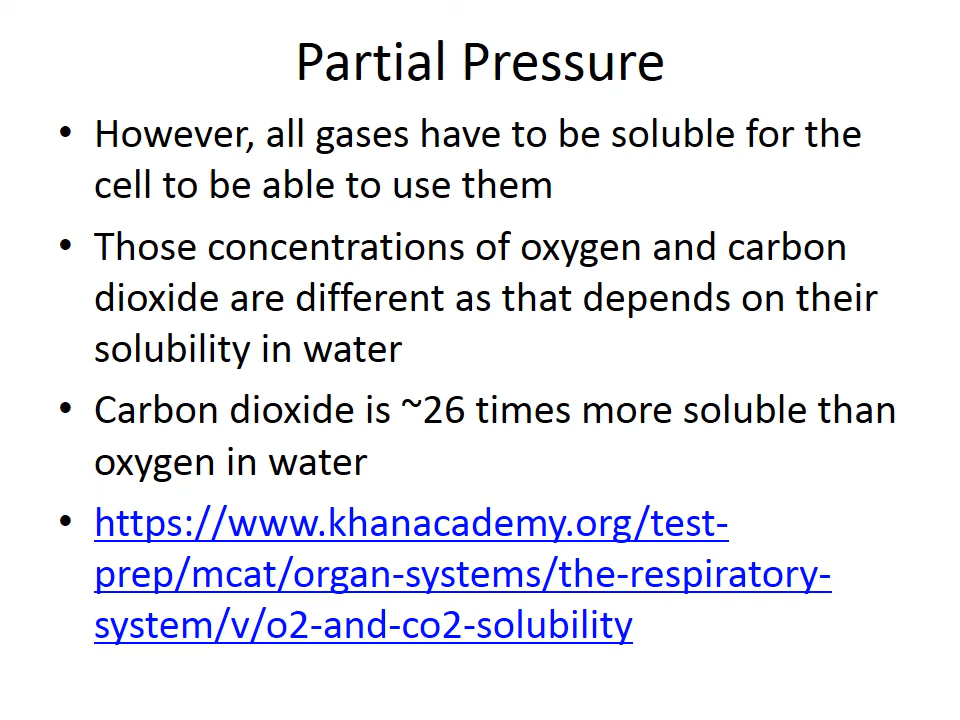 Partial Pressure
• However, all gases have to be soluble for the
cell to be able to use them
• Those concentrations of oxygen and carbon
dioxide are different as that depends on their
solubility in water
• Carbon dioxide is ~26 times more soluble than
oxygen in water
• https://www.khanacademy.org/test-
prep/mcat/organ-systems/the-respiratory-
system/v/o2-and-co2-solubility